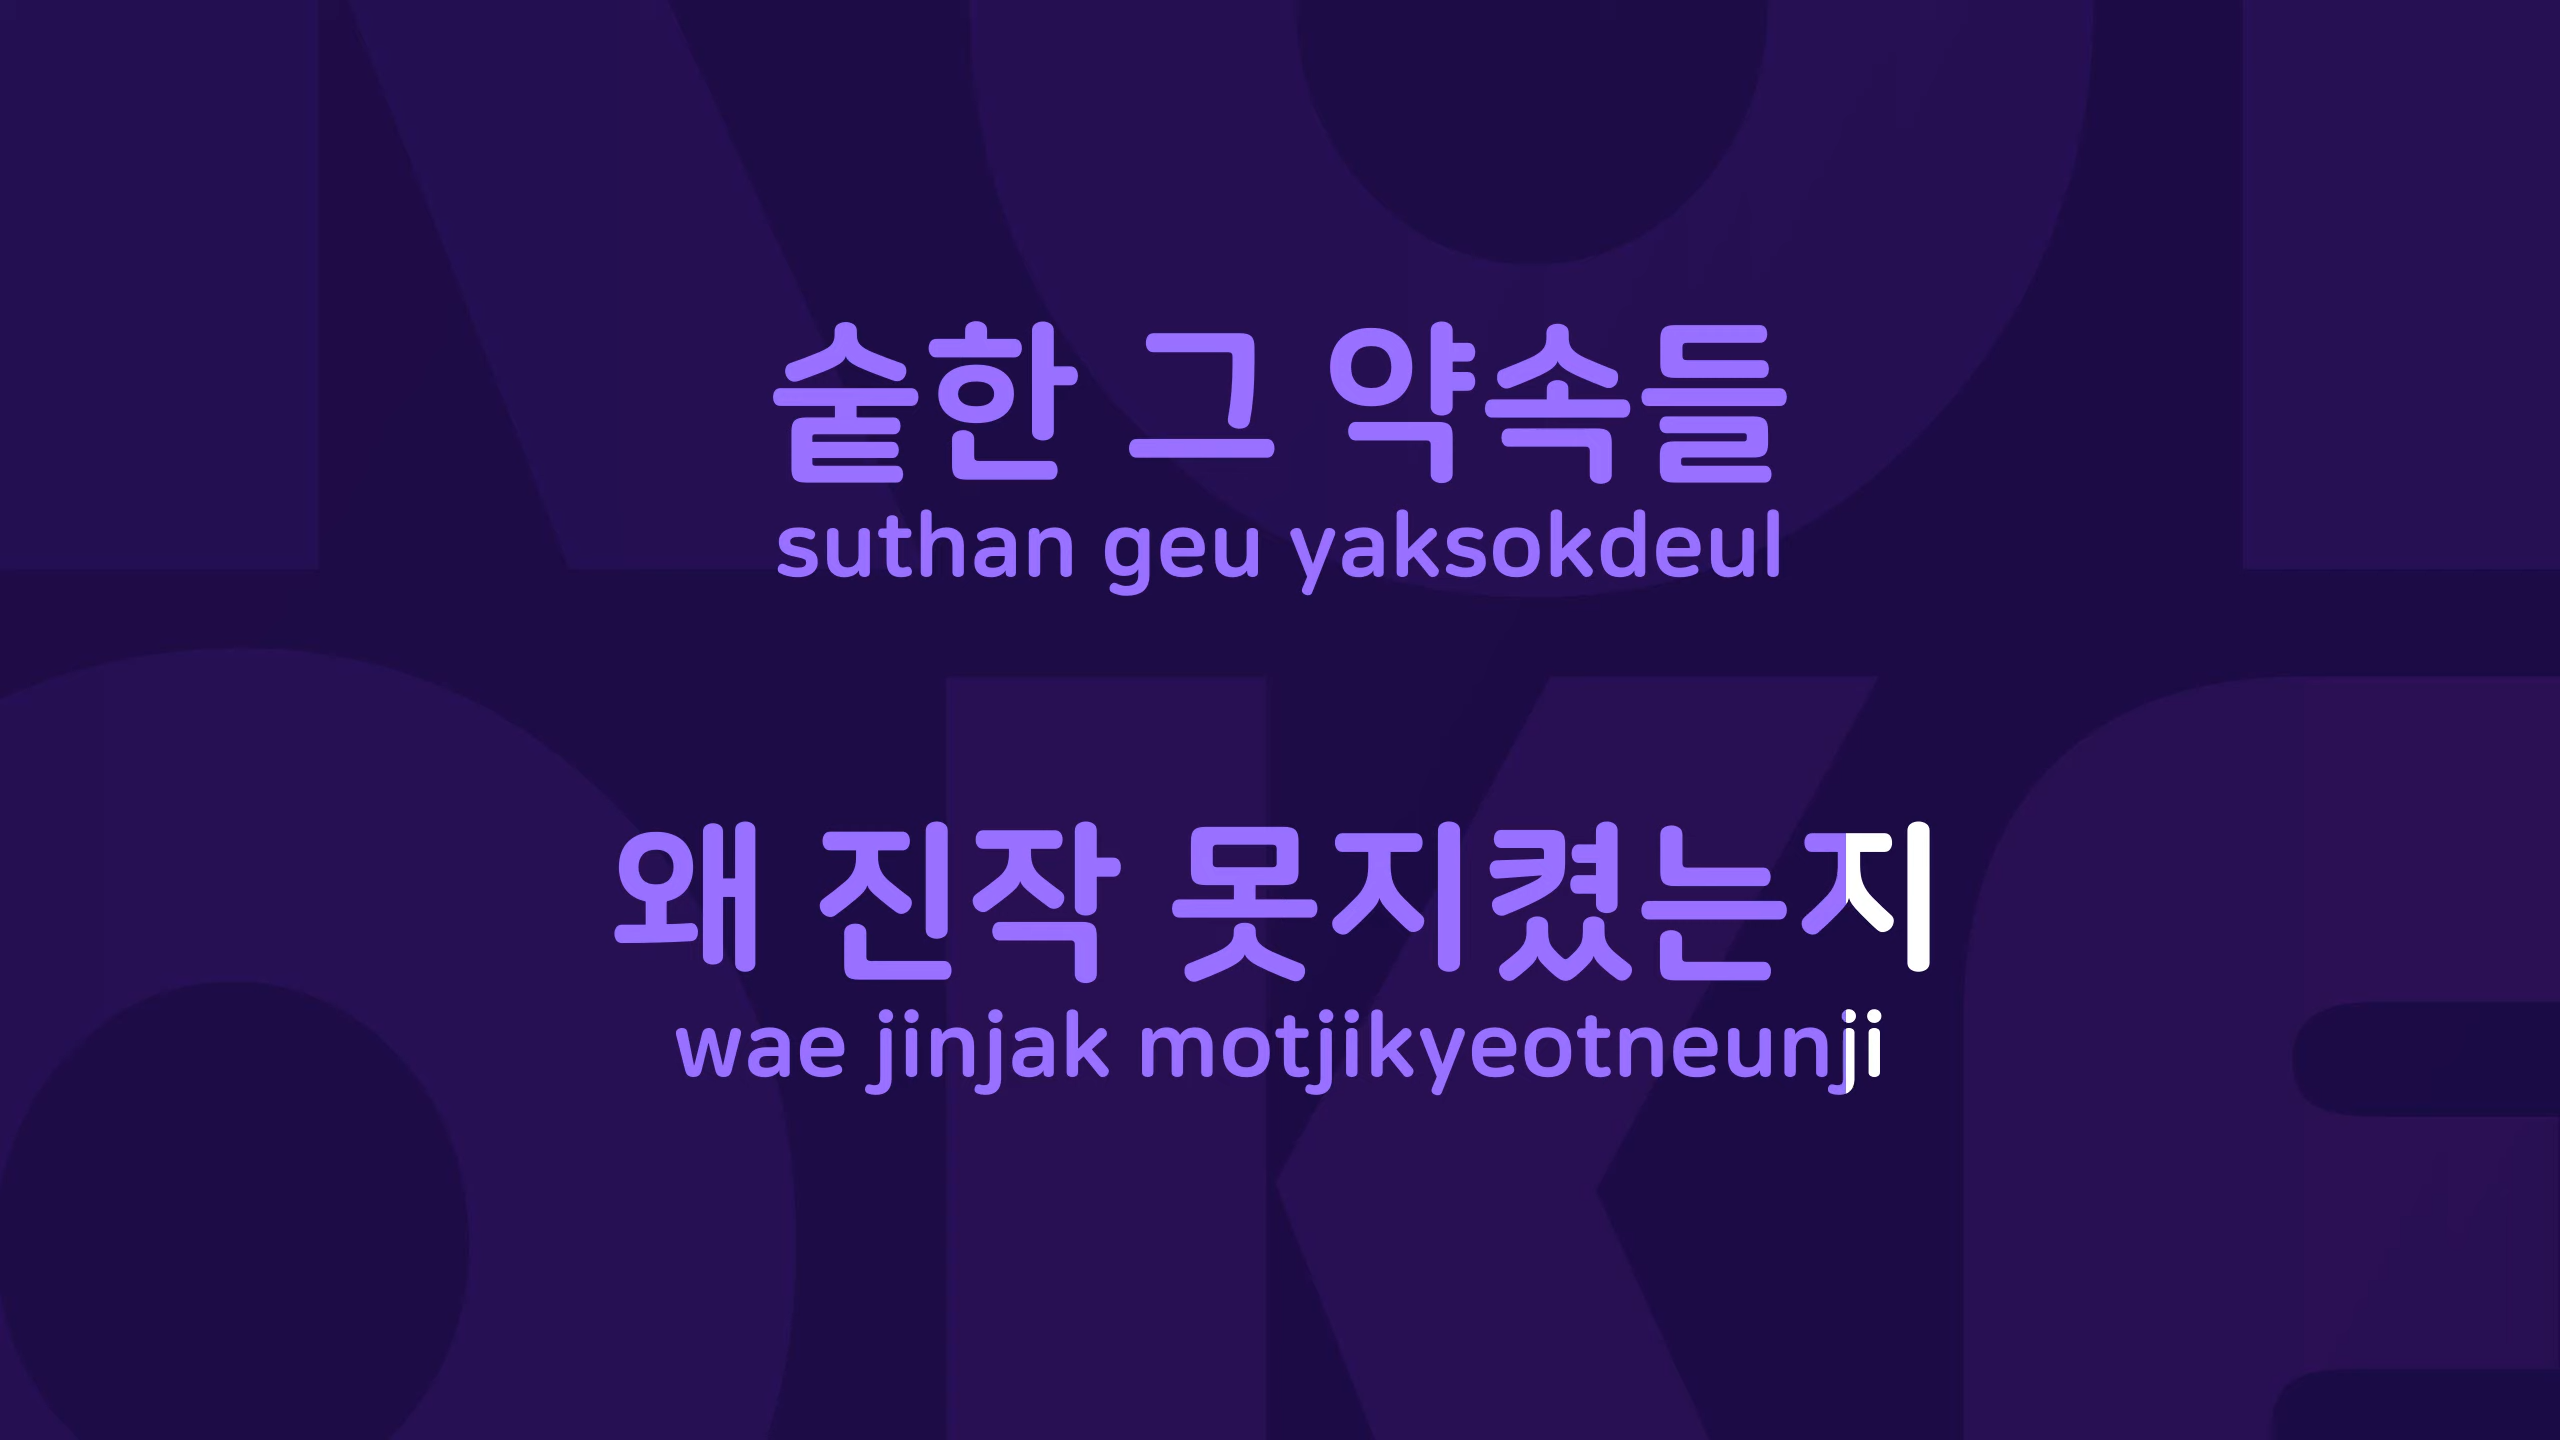 숱한 그 약속들
suthan geu yaksokdeul
왜 진작 못지켰는지
wae jinjak motjikyeotneunji